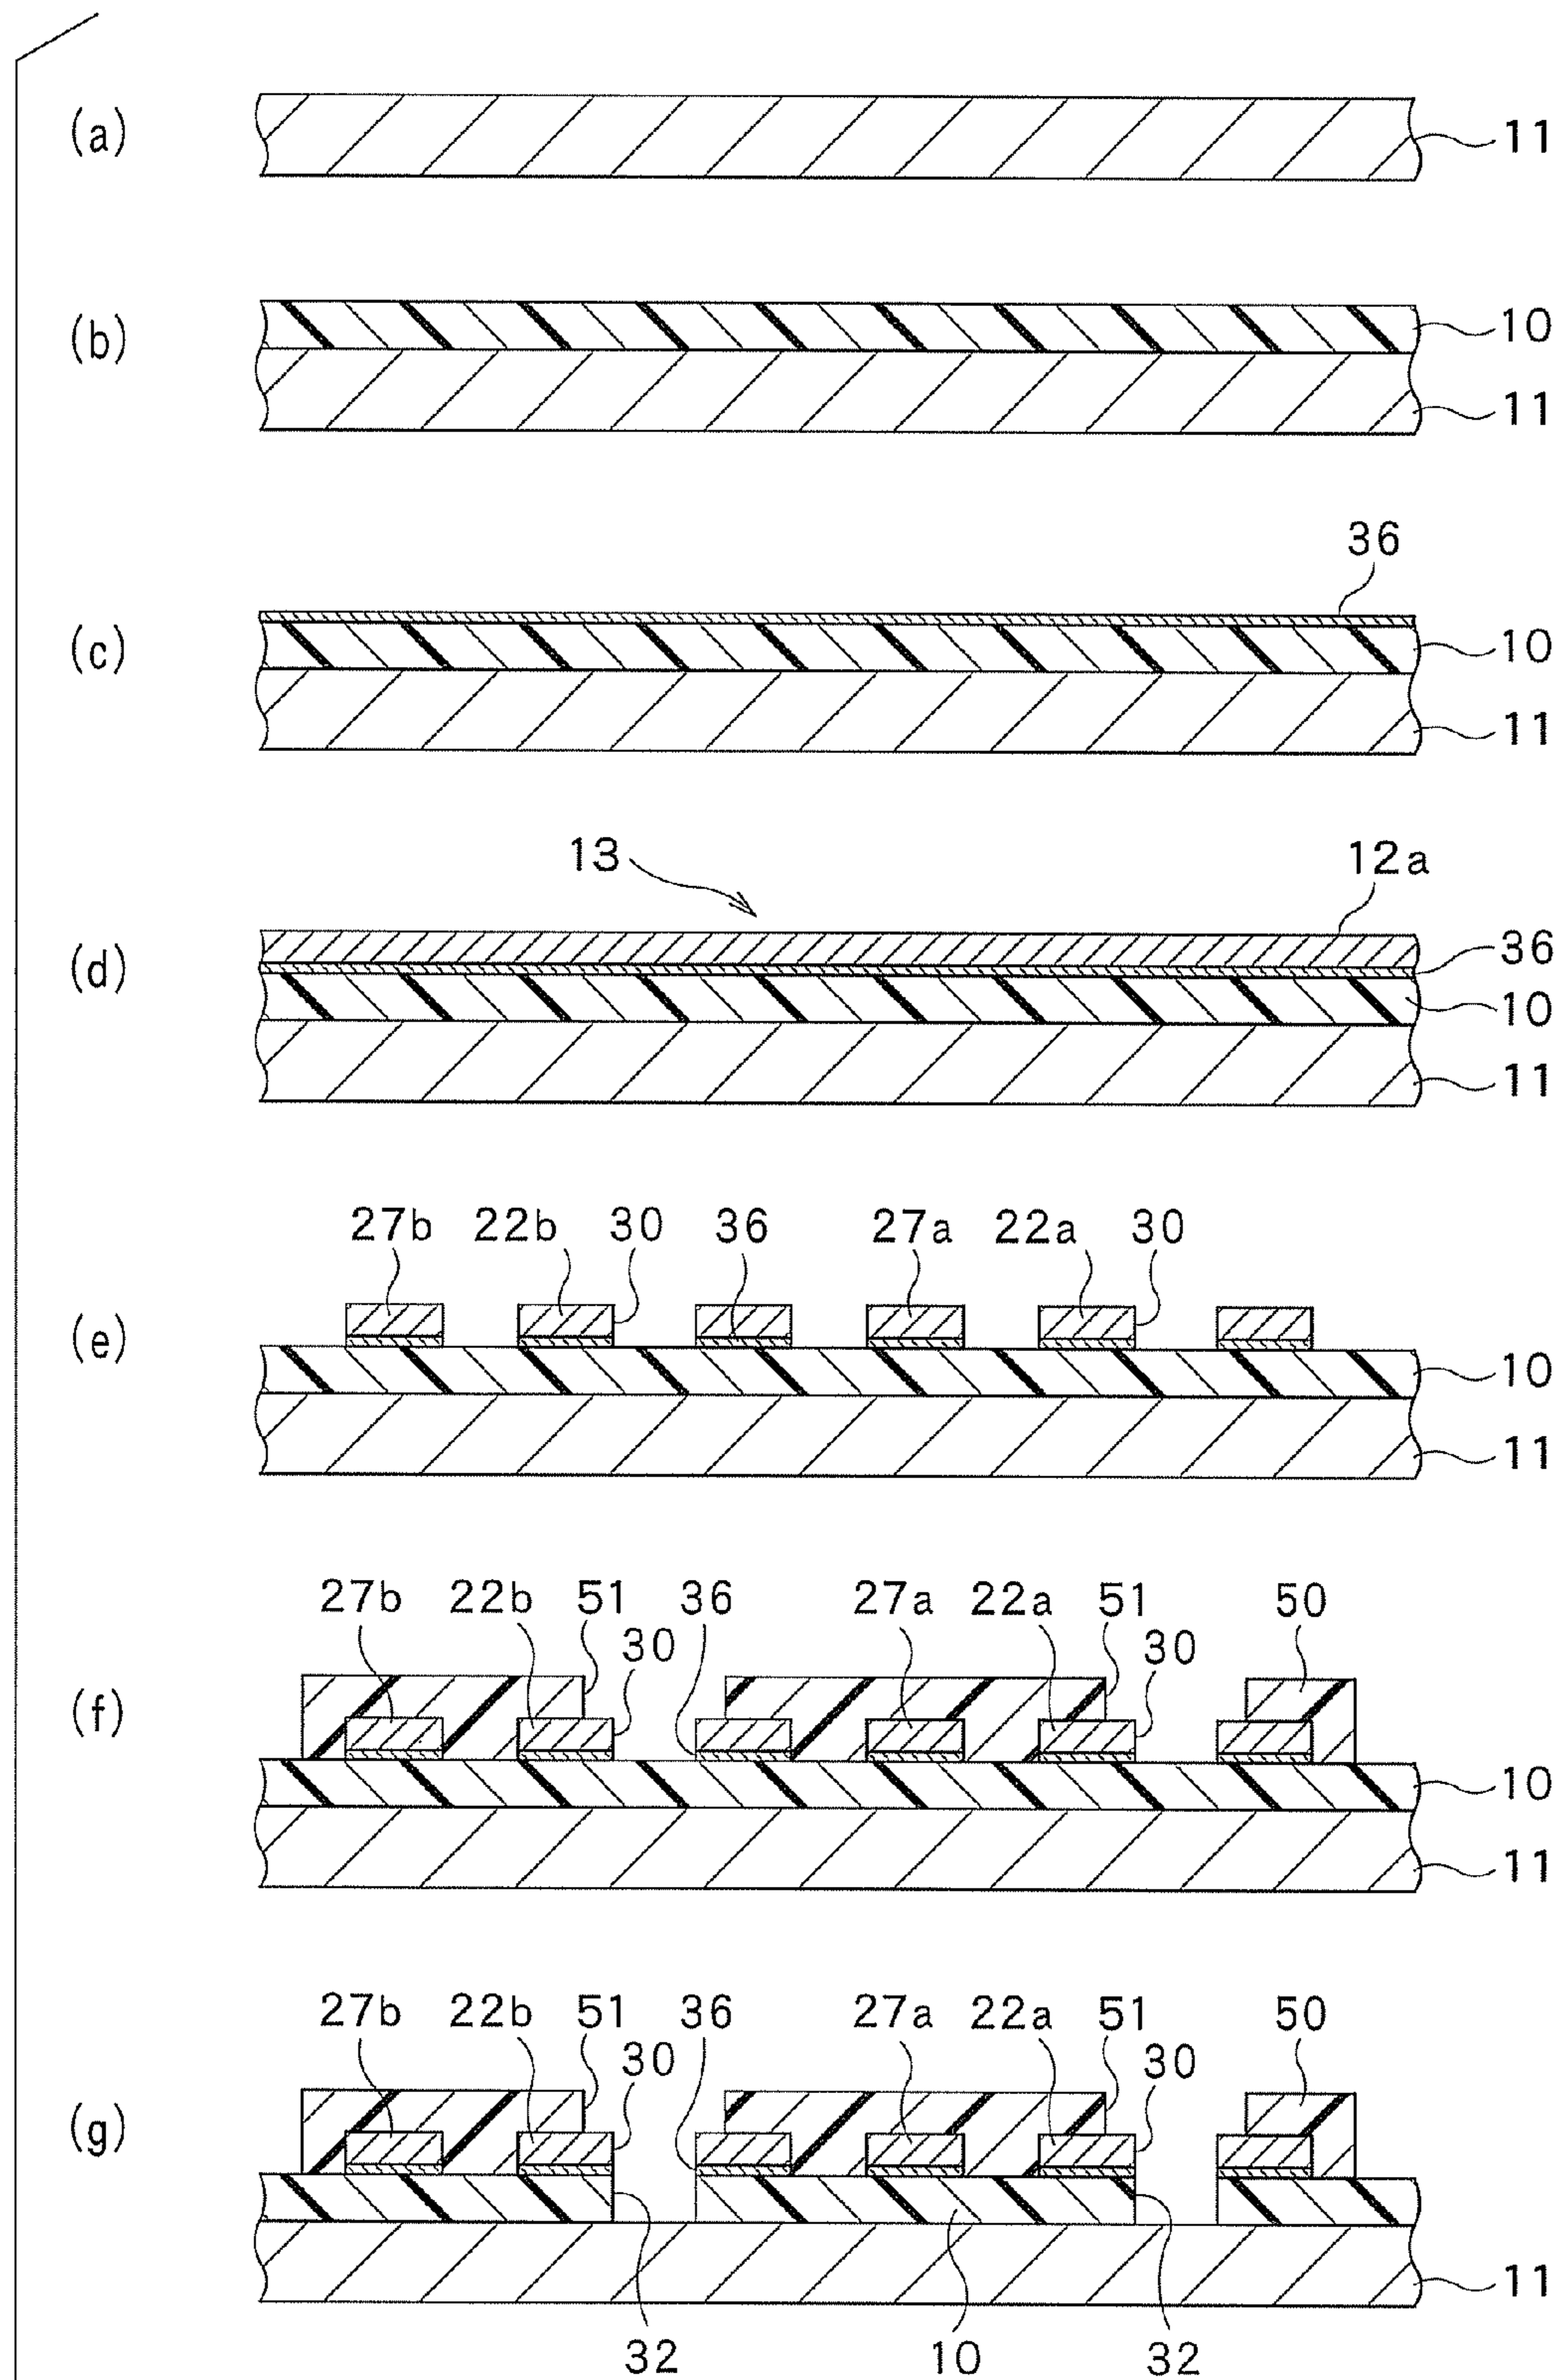 (a) 11
(b) 10
11
36
(c) 10
11
13 12a
(d) 36
10
11
27b 22b 30 36 27a 22a 30
(e) 10
11
27b 22b 51 36 27a 22a 51 50
30 30
(f) 10
11
27b 22b 51 36 27a 22a 51 50
30 30
(g) 11
32 10 32